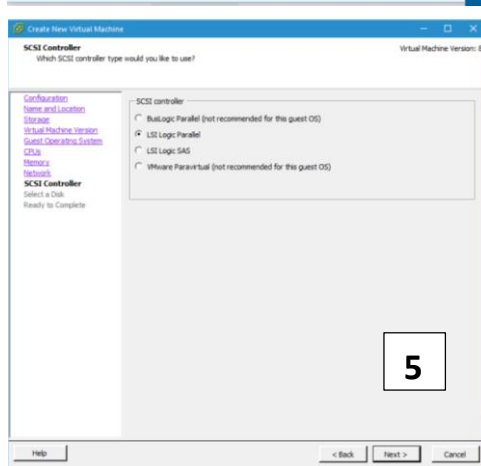 Create New Virtual Machine
SCSI Controller
Which SCSI controller type would you like to use?
Virtual Machine Version: 8
Configuration
Name and Location
Storage
Virtual Machine Version
Guest Operating System
CPUs
Memory
Network
SCSI Controller
Select a Disk
Ready to Complete
SCSI controller
BusLogic Parallel (not recommended for this guest OS)
LSI Logic Parallel
LSI Logic SAS
VMware Paravirtual (not recommended for this guest OS)
5
Help
< Back
Next >
Cancel